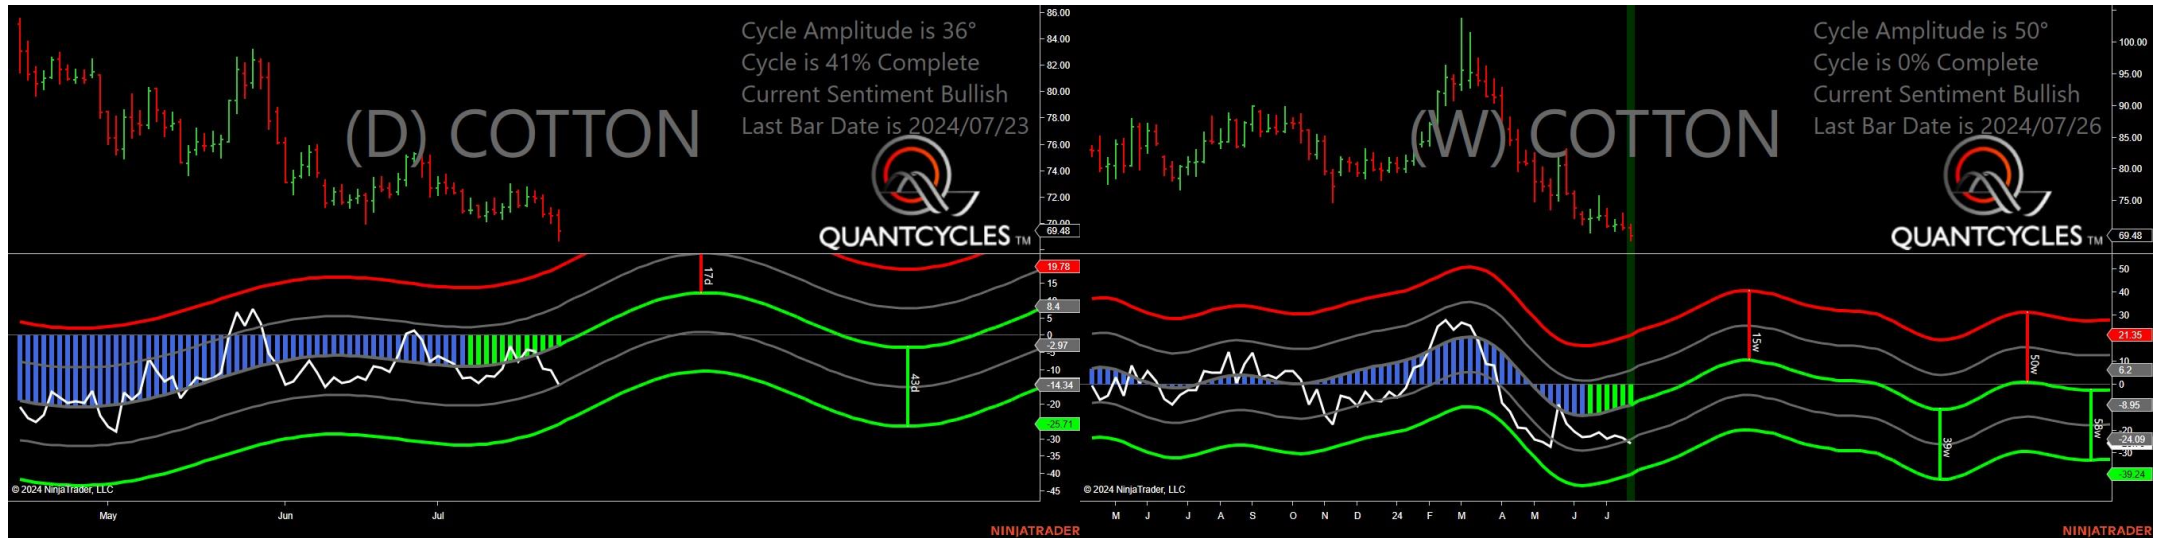 Cycle Amplitude is 36°
Cycle is 41% Complete
Current Sentiment Bullish
Last Bar Date is 2024/07/23
(D) COTTON
QUANTCYCLES TM
86.00
84.00
82.00
80.00
78.00
76.00
74.00
72.00
70.00
69.48
17d
43d
19.78
15
8.4
5
0
-2.97
-5
-10
-14.34
-20
-25.71
-30
-35
-40
-45
© 2024 NinjaTrader, LLC
May
Jun
Jul
NINJATRADER
Cycle Amplitude is 50°
Cycle is 0% Complete
Current Sentiment Bullish
Last Bar Date is 2024/07/26
(W) COTTON
QUANTCYCLES TM
100.00
95.00
90.00
85.00
80.00
75.00
69.48
15w
39w
50w
58w
50
40
30
21.35
10
6.2
0
-8.95
-20
-24.09
-30
-39.24
© 2024 NinjaTrader, LLC
M J J A S O N D 24 F M A M J J
NINJATRADER